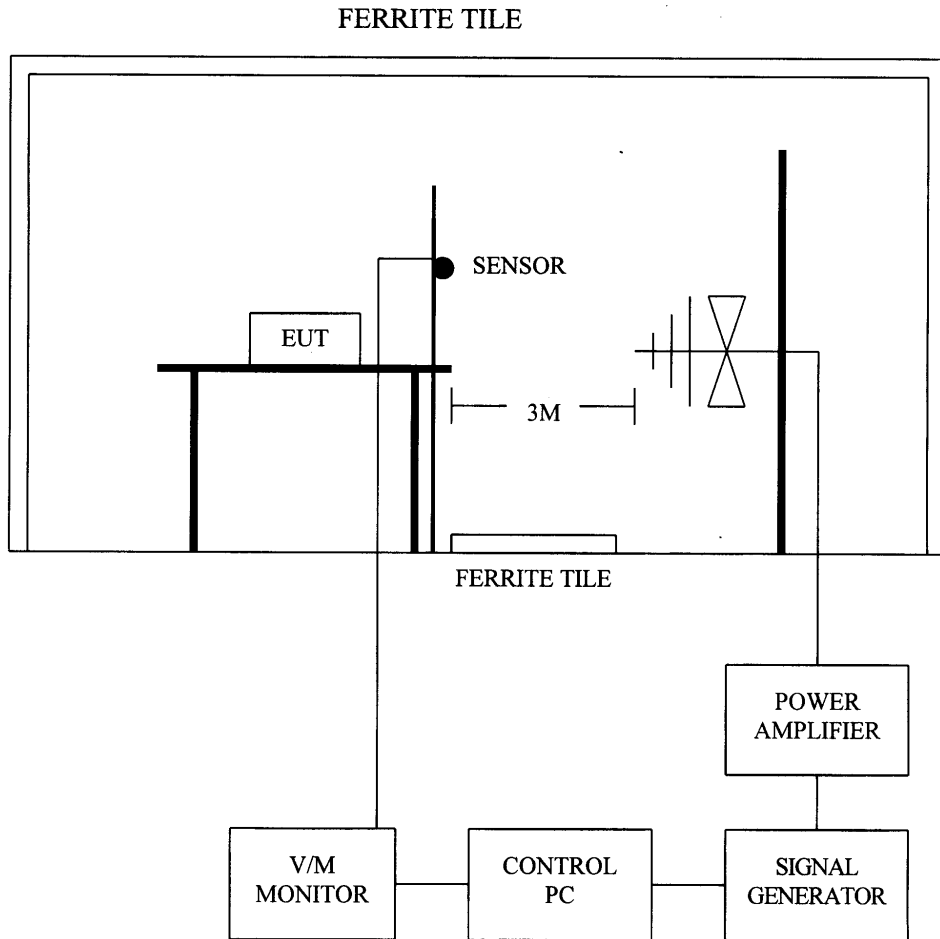 FERRITE TILE
SENSOR
EUT
3M
FERRITE TILE
POWER
AMPLIFIER
V/M
MONITOR
CONTROL
PC
SIGNAL
GENERATOR